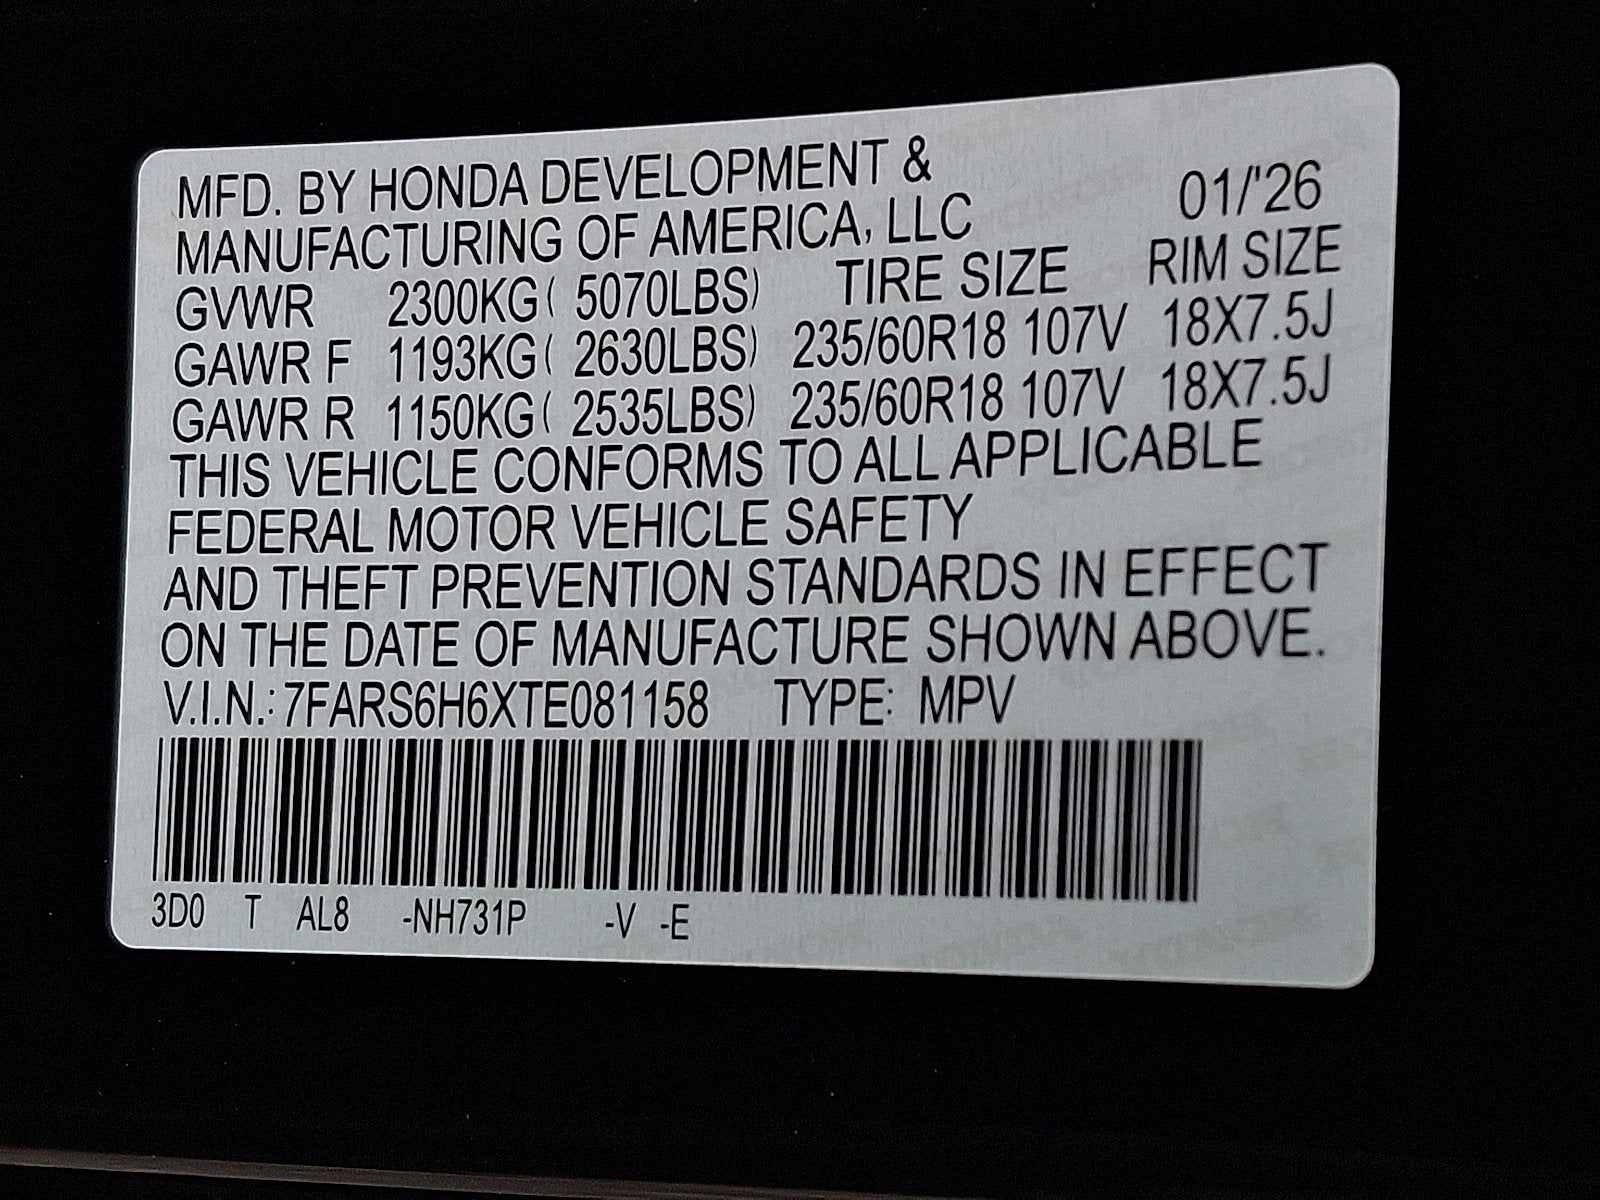 MFD. BY HONDA DEVELOPMENT &
MANUFACTURING OF AMERICA, LLC 01/'26
GVWR 2300KG( 5070LBS) TIRE SIZE RIM SIZE
GAWR F 1193KG( 2630LBS) 235/60R18 107V 18X7.5J
GAWR R 1150KG( 2535LBS) 235/60R18 107V 18X7.5J
THIS VEHICLE CONFORMS TO ALL APPLICABLE
FEDERAL MOTOR VEHICLE SAFETY
AND THEFT PREVENTION STANDARDS IN EFFECT
ON THE DATE OF MANUFACTURE SHOWN ABOVE.
V.I.N.: 7FARS6H6XTE081158 TYPE: MPV
3D0 T AL8 -NH731P -V -E